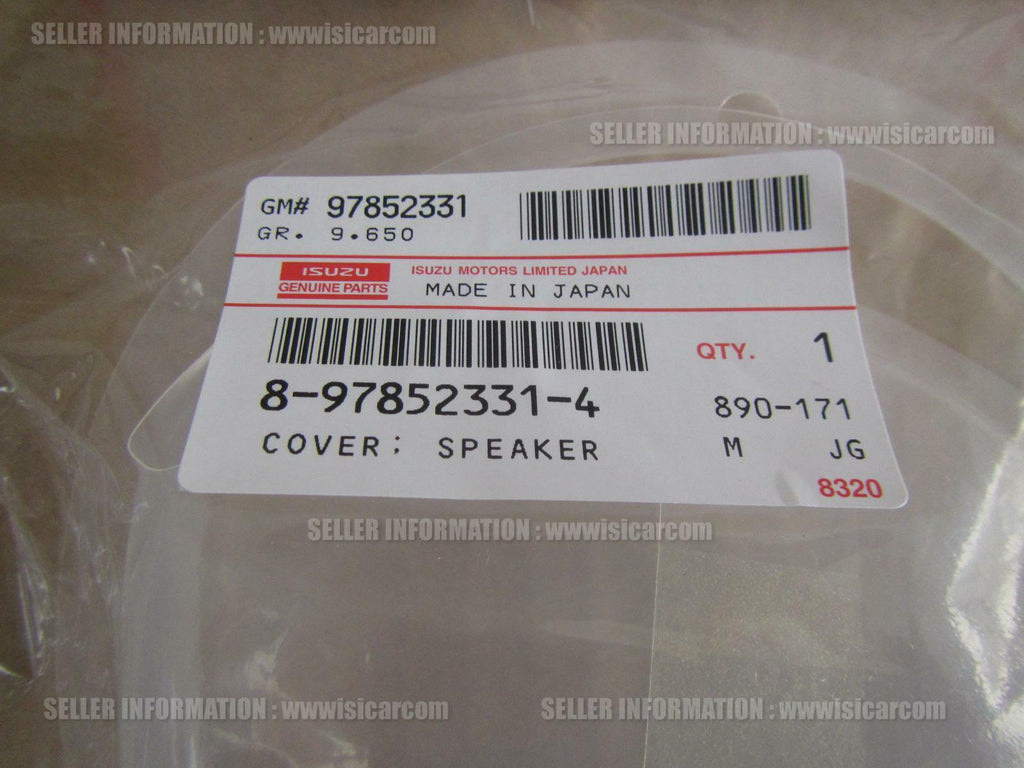 SELLER INFORMATION : wwwisicarcom
SELLER INFORMATION : wwwisicarcom
GM# 97852331
GR. 9.650
ISUZU
GENUINE PARTS
ISUZU MOTORS LIMITED JAPAN
MADE IN JAPAN
QTY. 1
8-97852331-4
890-171
COVER; SPEAKER
M JG
8320
SELLER INFORMATION : wwwisicarcom
SELLER INFORMATION : wwwisicarcom
SELLER INFORMATION : wwwisicarcom